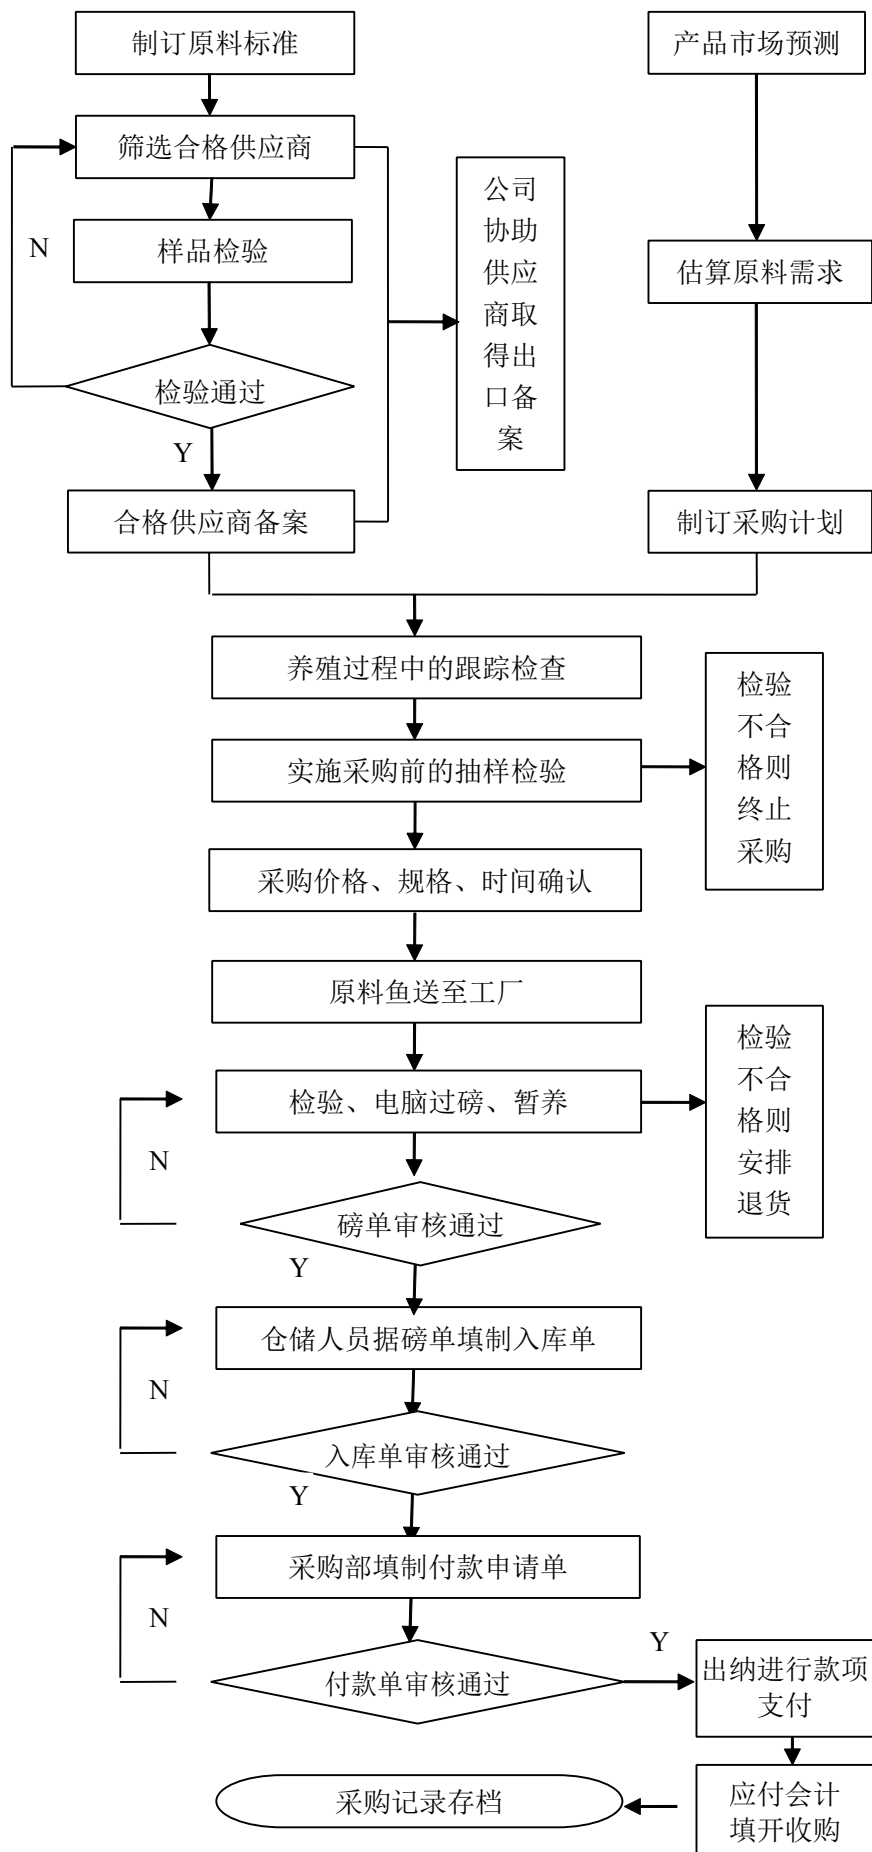 制订原料标准
产品市场预测
筛选合格供应商
公司
协助
供应
商取
得出
口备
案
N
样品检验
估算原料需求
检验通过
Y
合格供应商备案
制订采购计划
养殖过程中的跟踪检查
检验
不合
格则
终止
采购
实施采购前的抽样检验
采购价格、规格、时间确认
原料鱼送至工厂
检验
不合
格则
安排
退货
检验、电脑过磅、暂养
N
磅单审核通过
Y
仓储人员据磅单填制入库单
N
入库单审核通过
Y
采购部填制付款申请单
N
Y
付款单审核通过
出纳进行款项
支付
采购记录存档
应付会计
填开收购